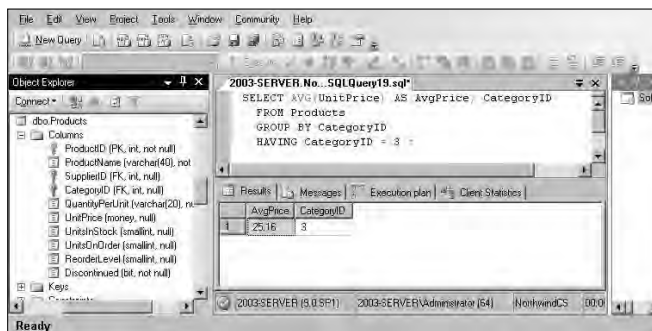 File Edit View Project Tools Window Community Help
New Query
Object Explorer
Connect
dbo.Products
Columns
ProductID (PK, int, not null)
ProductName (varchar(40), not
SupplierID (FK, int, null)
CategoryID (FK, int, null)
QuantityPerUnit (varchar(20), nu
UnitPrice (money, null)
UnitsInStock (smallint, null)
UnitsOnOrder (smallint, null)
ReorderLevel (smallint, null)
Discontinued (bit, not null)
Keys
2003-SERVER.No...SQLQuery19.sql*
SELECT AVG(UnitPrice) AS AvgPrice, CategoryID
FROM Products
GROUP BY CategoryID
HAVING CategoryID = 3 ;
Results Messages Execution plan Client Statistics
AvgPrice CategoryID
1 25.16 3
2003-SERVER (9.0 SP1) 2003-SERVER\Administrator (64) NorthwindCS 00:0
Sol
Ready